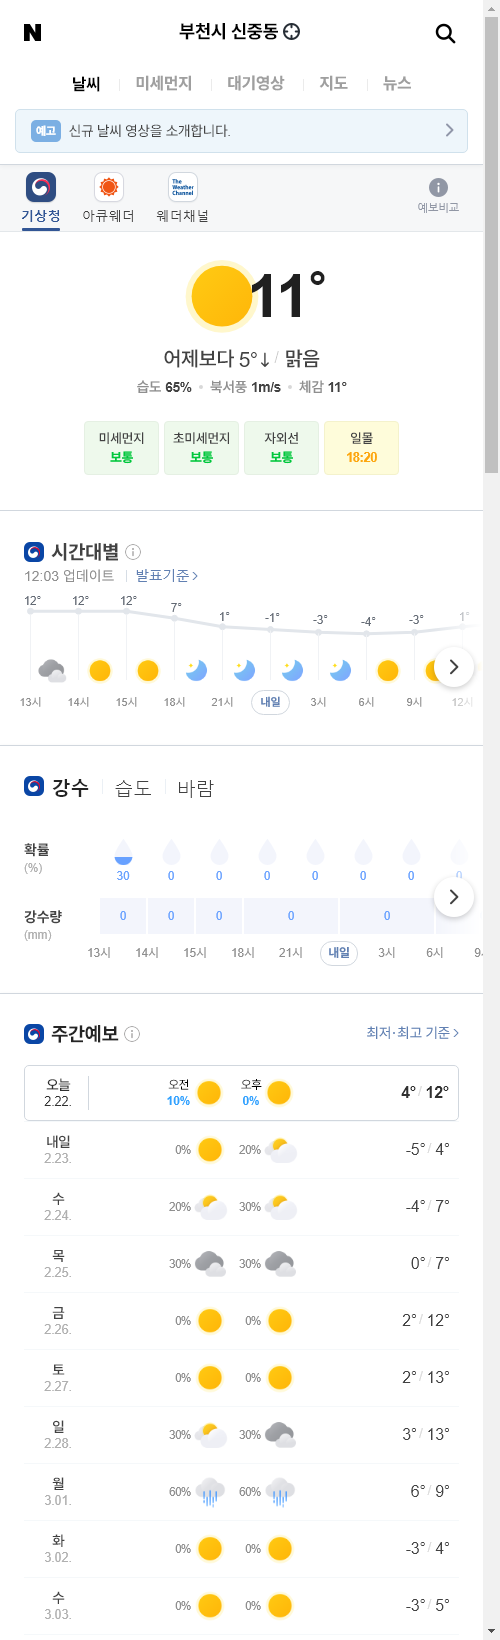 N
부천시 신중동
날씨 미세먼지 대기영상 지도 뉴스
예고 신규 날씨 영상을 소개합니다.
The Weather Channel
기상청 아큐웨더 웨더채널 예보비교
11°
어제보다 5°↓ / 맑음
습도 65% • 북서풍 1m/s • 체감 11°
미세먼지 초미세먼지 자외선 일몰
보통 보통 보통 18:20
시간대별
12:03 업데이트 발표기준 >
12° 12° 12° 7° 1° -1° -3° -4° -3° 1°
13시 14시 15시 18시 21시 내일 3시 6시 9시 12시
강수 습도 바람
확률
(%)
30 0 0 0 0 0 0 0
강수량
(mm)
0 0 0 0 0
13시 14시 15시 18시 21시 내일 3시 6시 9시
주간예보 최저·최고 기준 >
오늘 2.22. 오전 10% 오후 0% 4° / 12°
내일 2.23. 0% 20% -5° / 4°
수 2.24. 20% 30% -4° / 7°
목 2.25. 30% 30% 0° / 7°
금 2.26. 0% 0% 2° / 12°
토 2.27. 0% 0% 2° / 13°
일 2.28. 30% 30% 3° / 13°
월 3.01. 60% 60% 6° / 9°
화 3.02. 0% 0% -3° / 4°
수 3.03. 0% 0% -3° / 5°